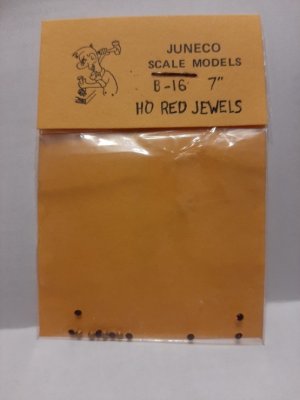 JUNECO
SCALE MODELS
B-16 7"
HO RED JEWELS